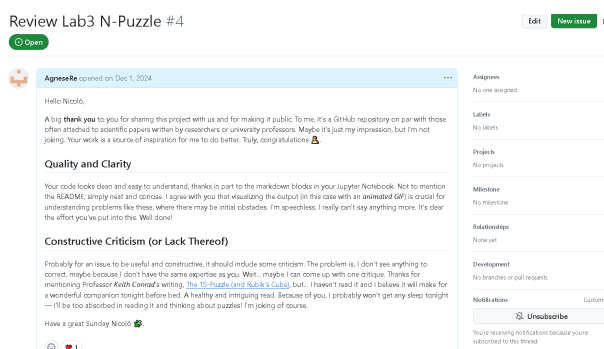 Review Lab3 N-Puzzle #4
Edit
New issue
Open
AgneseRe opened on Dec 1, 2024
Hello Nicolò,
A big thank you to you for sharing this project with us and for making it public. To me, it's a GitHub repository on par with those
often attached to scientific papers written by researchers or university professors. Maybe it's just my impression, but I'm not
joking. Your work is a source of inspiration for me to do better. Truly, congratulations
Quality and Clarity
Your code looks clean and easy to understand, thanks in part to the markdown blocks in your Jupyter Notebook. Not to mention
the README, simply neat and concise. I agree with you that visualizing the output (in this case with an animated GIF) is crucial for
understanding problems like these, where there may be initial obstacles. I'm speechless, I really can't say anything more. It's clear
the effort you've put into this. Well done!
Constructive Criticism (or Lack Thereof)
Probably for an issue to be useful and constructive, it should include some criticism. The problem is, I don't see anything to
correct, maybe because I don't have the same expertise as you. Wait... maybe I can come up with one critique. Thanks for
mentioning Professor Keith Conrad's writing, The 15-Puzzle (and Rubik's Cube), but... I haven't read it and I believe it will make for
a wonderful companion tonight before bed. A healthy and intriguing read. Because of you, I probably won't get any sleep tonight
— I'll be too absorbed in reading it and thinking about puzzles! I'm joking of course.
Have a great Sunday Nicolò
1
Assignees
No one assigned
Labels
No labels
Projects
No projects
Milestone
No milestone
Relationships
None yet
Development
No branches or pull requests
Notifications
Custom
Unsubscribe
You're receiving notifications because you're
subscribed to this thread.